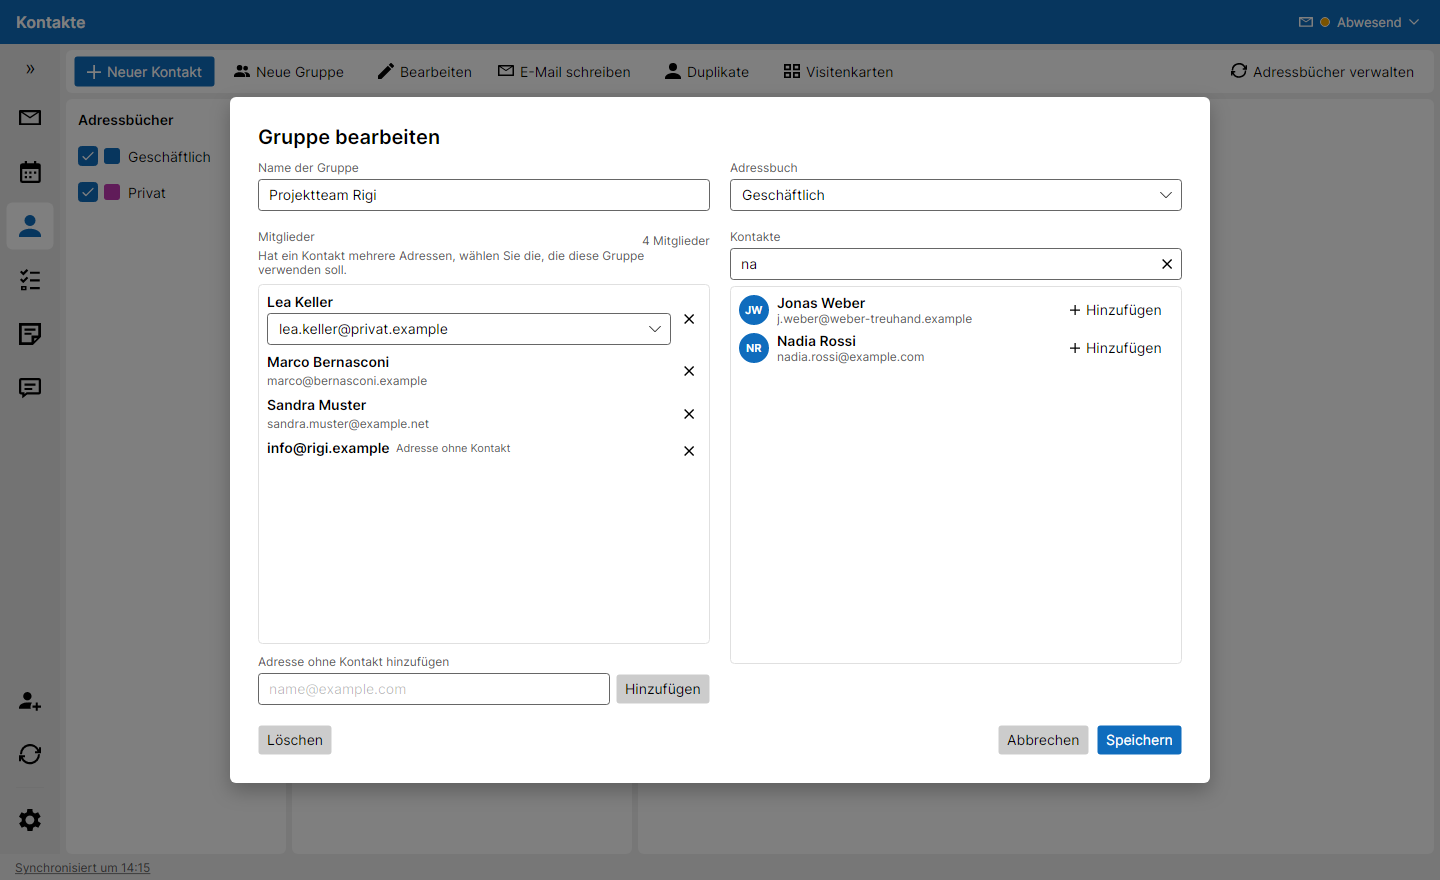 Kontakte
Abwesend
Neuer Kontakt
Neue Gruppe
Bearbeiten
E-Mail schreiben
Duplikate
Visitenkarten
Adressbücher verwalten
Adressbücher
Geschäftlich
Privat
Gruppe bearbeiten
Name der Gruppe
Projektteam Rigi
Adressbuch
Geschäftlich
Mitglieder
4 Mitglieder
Hat ein Kontakt mehrere Adressen, wählen Sie die, die diese Gruppe
verwenden soll.
Lea Keller
lea.keller@privat.example
Marco Bernasconi
marco@bernasconi.example
Sandra Muster
sandra.muster@example.net
info@rigi.example Adresse ohne Kontakt
Adresse ohne Kontakt hinzufügen
name@example.com
Hinzufügen
Kontakte
na
JW
Jonas Weber
j.weber@weber-treuhand.example
Hinzufügen
NR
Nadia Rossi
nadia.rossi@example.com
Hinzufügen
Löschen
Abbrechen
Speichern
Synchronisiert um 14:15